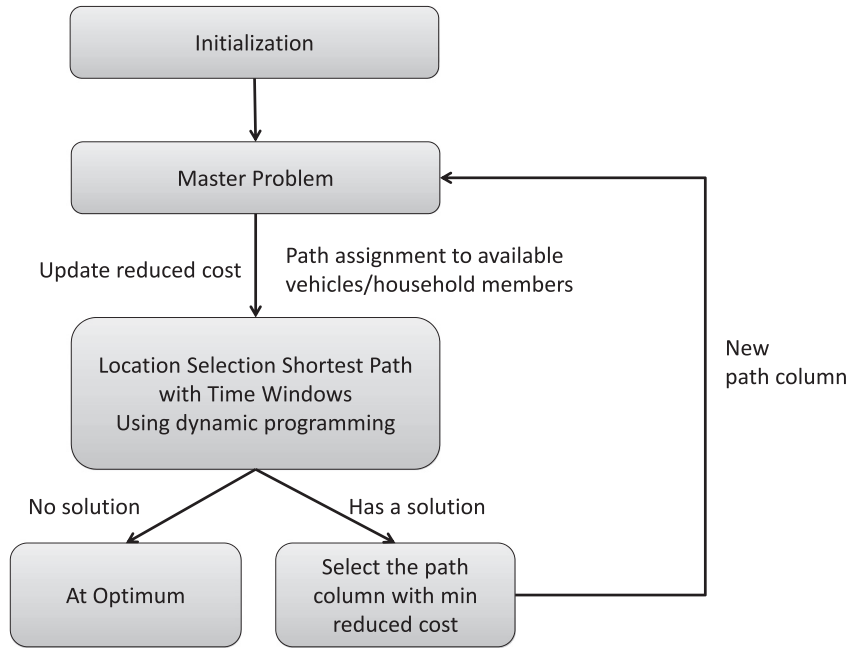 Initialization
Master Problem
Update reduced cost
Path assignment to available
vehicles/household members
Location Selection Shortest Path
with Time Windows
Using dynamic programming
New
path column
No solution
Has a solution
At Optimum
Select the path
column with min
reduced cost